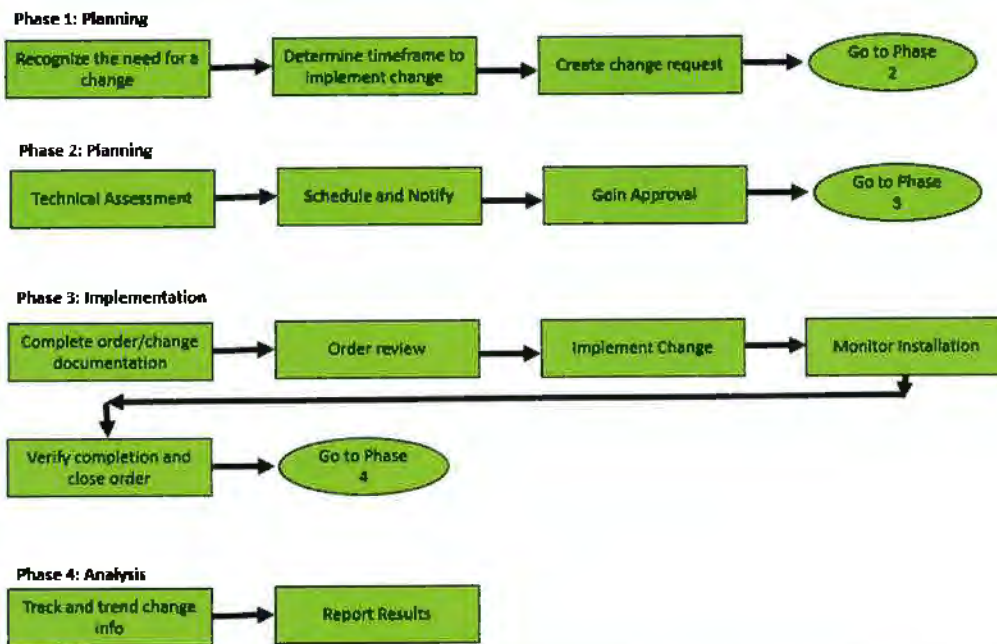 Phase 1: Planning
Recognize the need for a
change
Determine timeframe to
implement change
Create change request
Go to Phase
2
Phase 2: Planning
Technical Assessment
Schedule and Notify
Gain Approval
Go to Phase
3
Phase 3: Implementation
Complete order/change
documentation
Order review
Implement Change
Monitor Installation
Verify completion and
close order
Go to Phase
4
Phase 4: Analysis
Track and trend change
info
Report Results